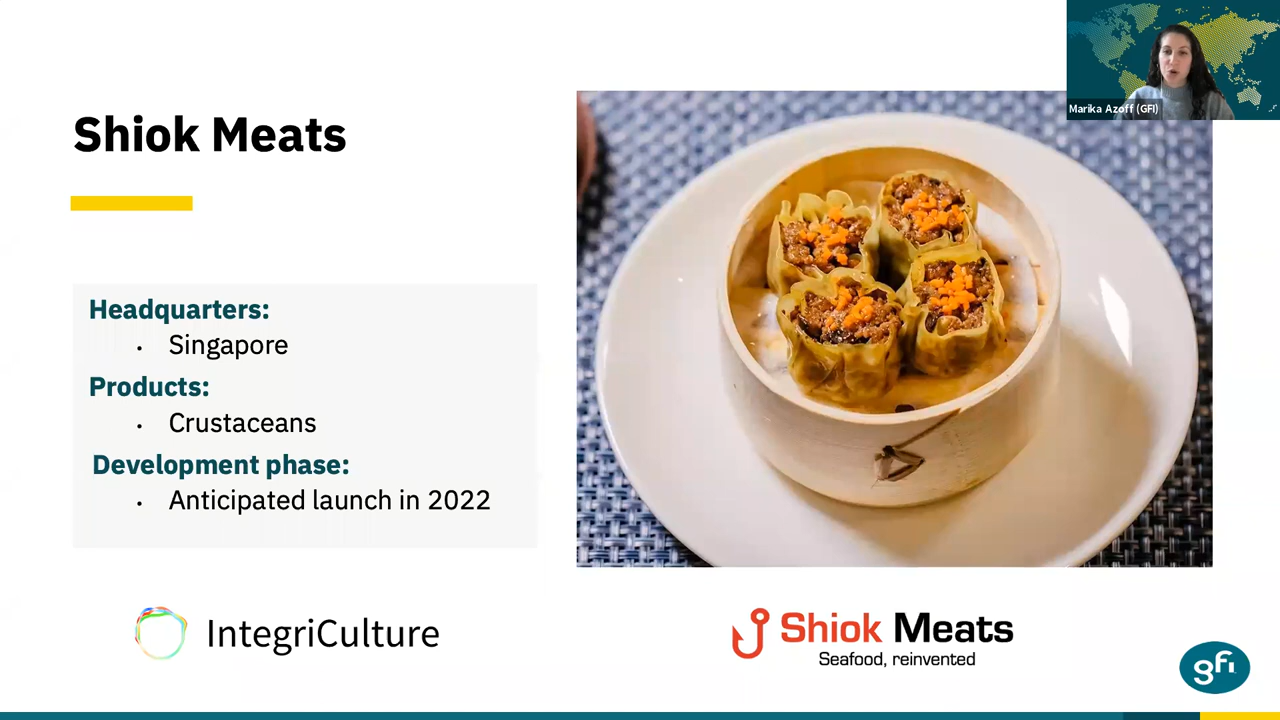 Marika Azoff (GFI)
Shiok Meats
Headquarters:
• Singapore
Products:
• Crustaceans
Development phase:
• Anticipated launch in 2022
IntegriCulture
Shiok Meats
Seafood, reinvented
gfi